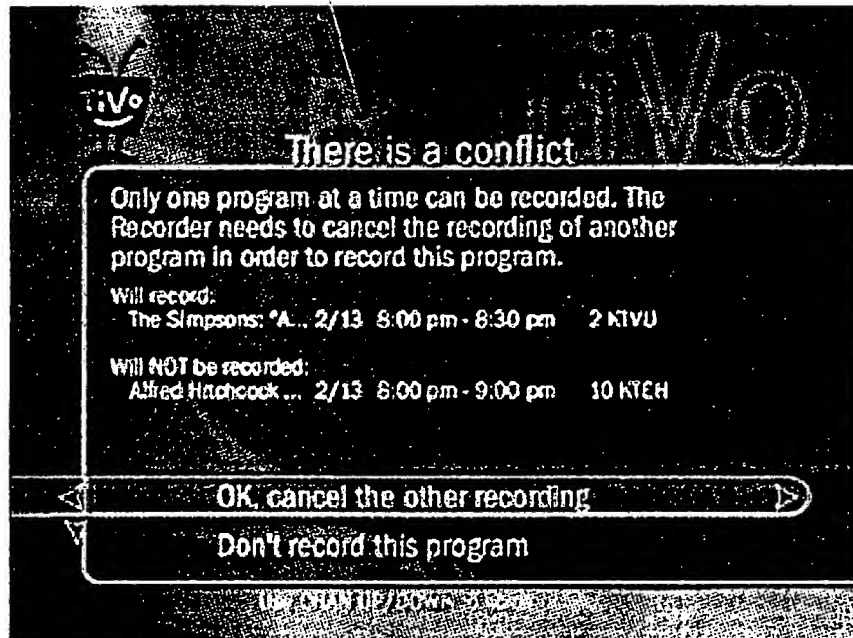 TiVo
iVo
There is a conflict
Only one program at a time can be recorded. The
Recorder needs to cancel the recording of another
program in order to record this program.
Will record:
The Simpsons: "A... 2/13 8:00 pm - 8:30 pm 2 KTVU
Will NOT be recorded:
Alfred Hitchcock ... 2/13 8:00 pm - 9:00 pm 10 KTEH
OK, cancel the other recording
Don't record this program